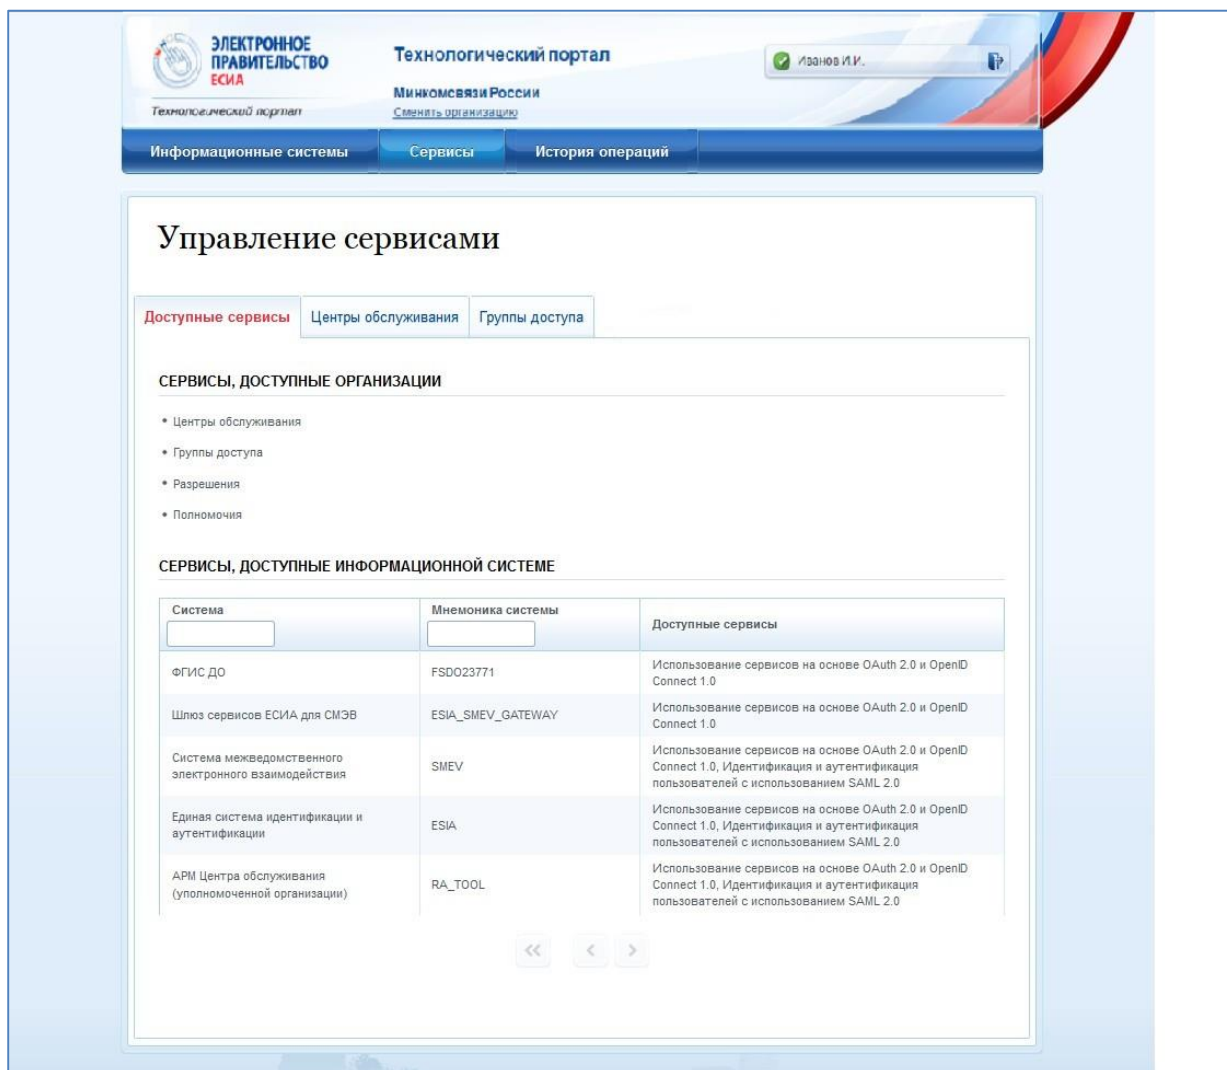 ЭЛЕКТРОННОЕ
ПРАВИТЕЛЬСТВО
ЕСИА
Технологический портал
Технологический портал
Минкомсвязи России
Сменить организацию
Иванов И.И.
Информационные системы
Сервисы
История операций
Управление сервисами
Доступные сервисы
Центры обслуживания
Группы доступа
СЕРВИСЫ, ДОСТУПНЫЕ ОРГАНИЗАЦИИ
• Центры обслуживания
• Группы доступа
• Разрешения
• Полномочия
СЕРВИСЫ, ДОСТУПНЫЕ ИНФОРМАЦИОННОЙ СИСТЕМЕ
Система
Мнемоника системы
Доступные сервисы
ФГИС ДО
FSDO23771
Использование сервисов на основе OAuth 2.0 и OpenID
Connect 1.0
Шлюз сервисов ЕСИА для СМЭВ
ESIA_SMEV_GATEWAY
Использование сервисов на основе OAuth 2.0 и OpenID
Connect 1.0
Система межведомственного
электронного взаимодействия
SMEV
Использование сервисов на основе OAuth 2.0 и OpenID
Connect 1.0, Идентификация и аутентификация
пользователей с использованием SAML 2.0
Единая система идентификации и
аутентификации
ESIA
Использование сервисов на основе OAuth 2.0 и OpenID
Connect 1.0, Идентификация и аутентификация
пользователей с использованием SAML 2.0
АРМ Центра обслуживания
(уполномоченной организации)
RA_TOOL
Использование сервисов на основе OAuth 2.0 и OpenID
Connect 1.0, Идентификация и аутентификация
пользователей с использованием SAML 2.0